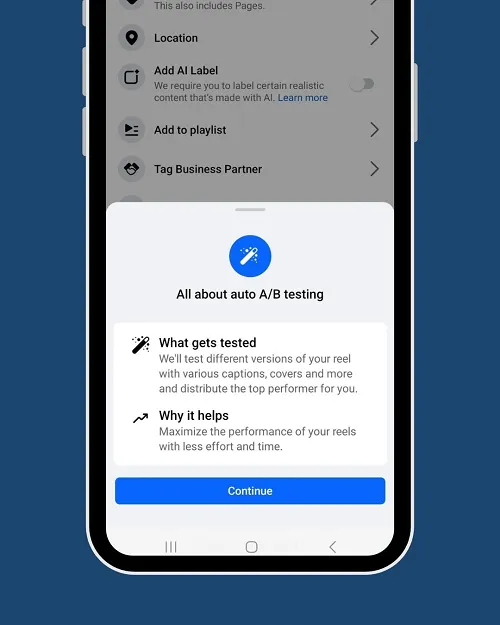 This also includes Pages.
Location
Add AI Label
We require you to label certain realistic
content that's made with AI. Learn more
Add to playlist
Tag Business Partner
All about auto A/B testing
What gets tested
We'll test different versions of your reel
with various captions, covers and more
and distribute the top performer for you.
Why it helps
Maximize the performance of your reels
with less effort and time.
Continue